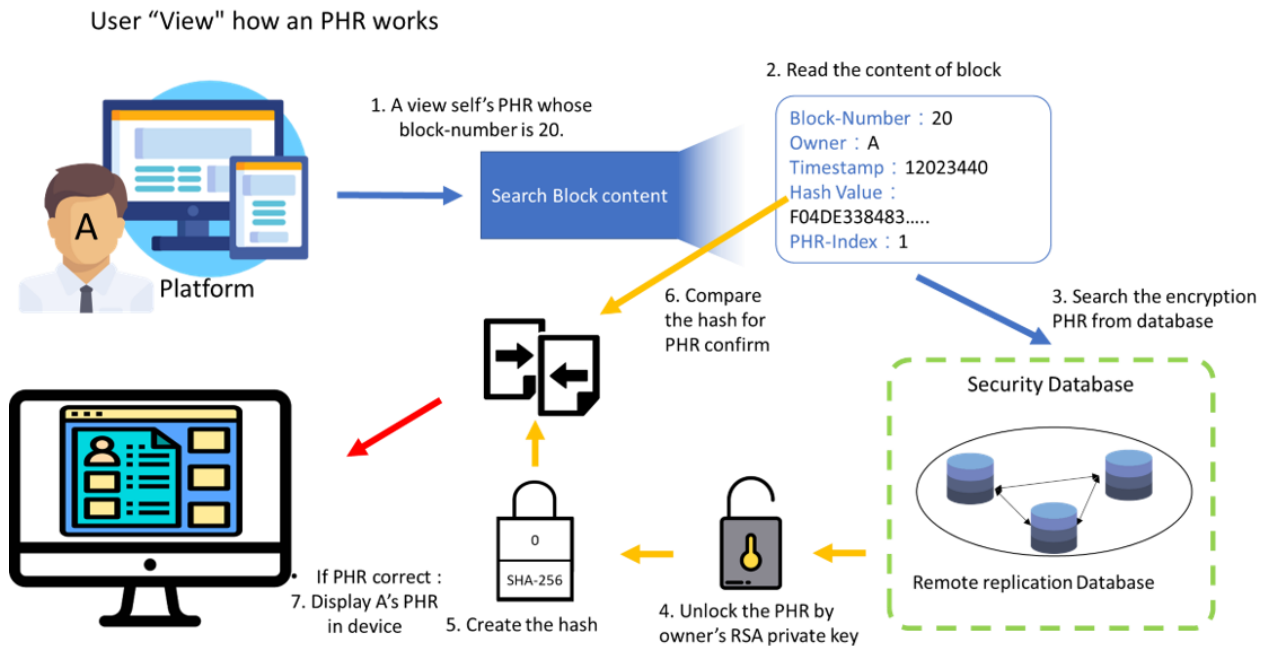 User “View" how an PHR works
1. A view self's PHR whose
block-number is 20.
2. Read the content of block
Search Block content
Block-Number：20
Owner：A
Timestamp：12023440
Hash Value：
F04DE338483…..
PHR-Index：1
A
Platform
6. Compare
the hash for
PHR confirm
3. Search the encryption
PHR from database
Security Database
Remote replication Database
4. Unlock the PHR by
owner's RSA private key
0
SHA-256
5. Create the hash
• If PHR correct :
7. Display A's PHR
in device